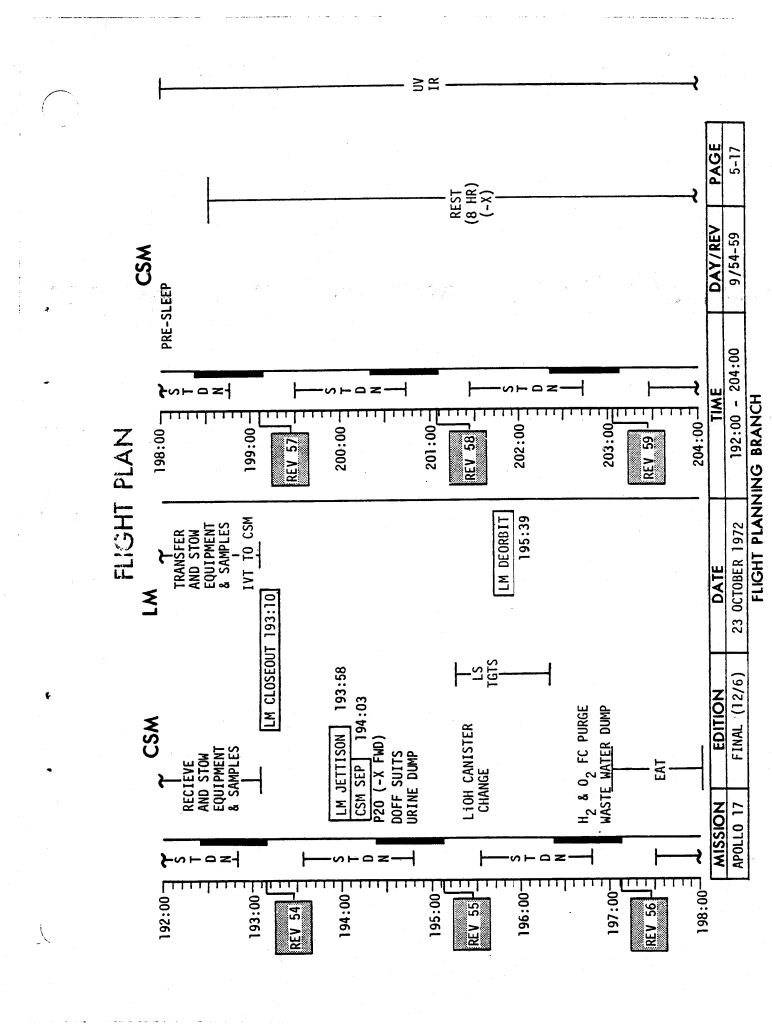 FLIGHT PLAN
CSM
LM
192:00
193:00
REV 54
194:00
195:00
REV 55
196:00
197:00
REV 56
198:00
S T D N
S T D N
S T D N
RECIEVE
AND STOW
EQUIPMENT
& SAMPLES
LM JETTISON 193:58
CSM SEP 194:03
P20 (-X FWD)
DOFF SUITS
URINE DUMP
LiOH CANISTER
CHANGE
H2 & O2 FC PURGE
WASTE WATER DUMP
EAT
LM CLOSEOUT 193:10
LS
TGTS
TRANSFER
AND STOW
EQUIPMENT
& SAMPLES
IVT TO CSM
LM DEORBIT
195:39
CSM
198:00
199:00
REV 57
200:00
201:00
REV 58
202:00
203:00
REV 59
204:00
S T D N
S T D N
S T D N
PRE-SLEEP
REST
(8 HR)
(-X)
UV
IR
MISSION EDITION DATE TIME DAY/REV PAGE
APOLLO 17 FINAL (12/6) 23 OCTOBER 1972 192:00 - 204:00 9/54-59 5-17
FLIGHT PLANNING BRANCH